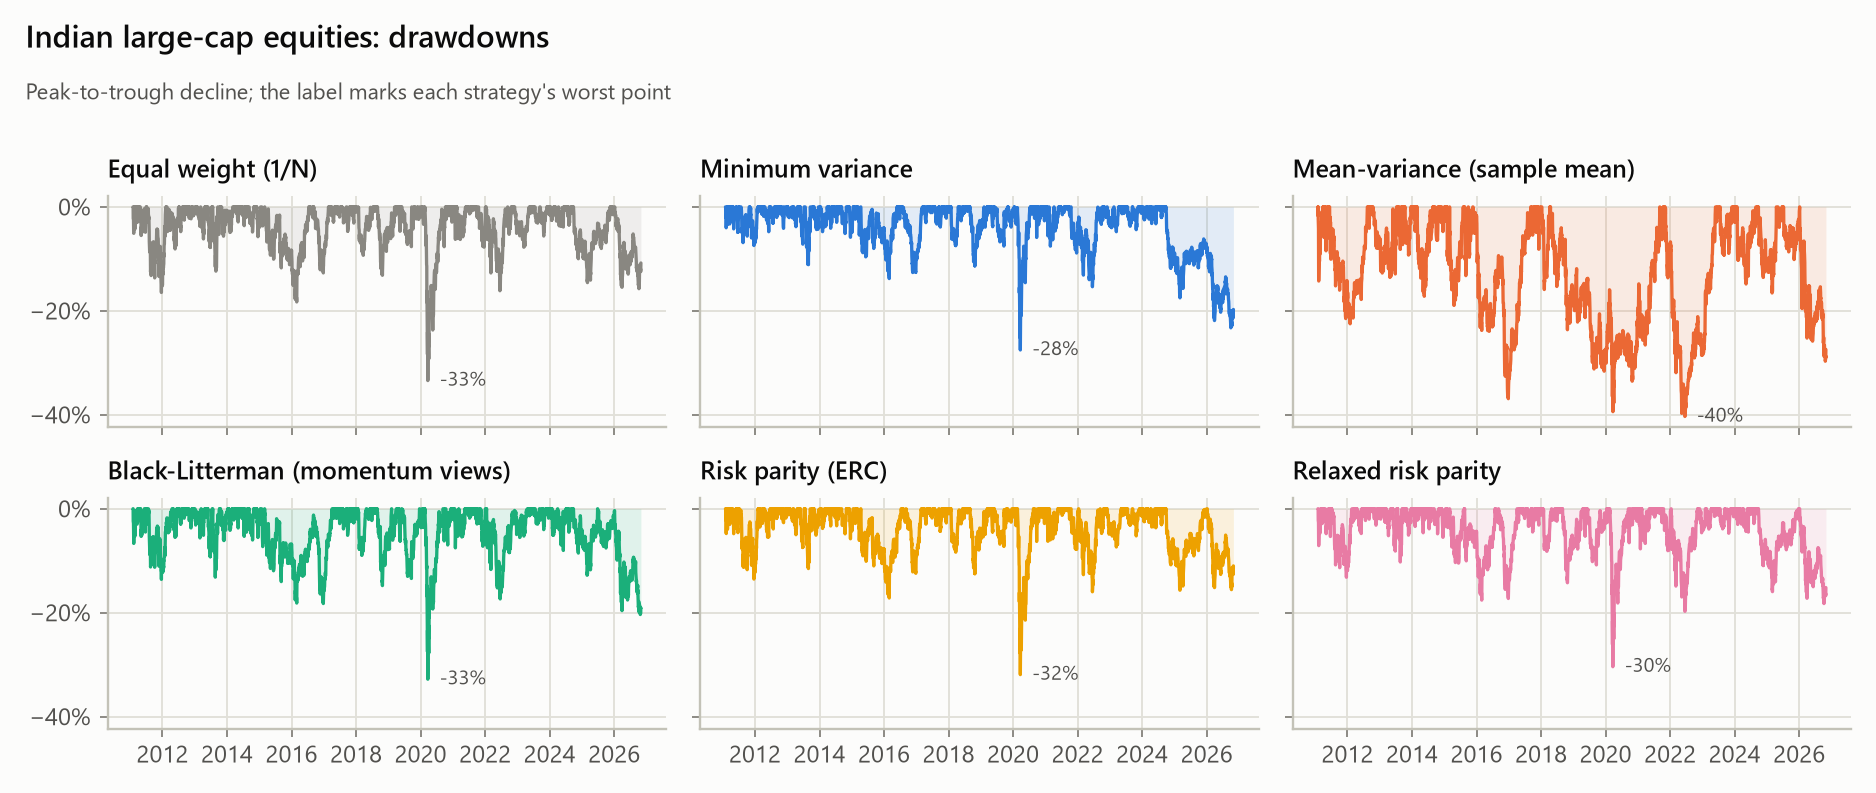 Indian large-cap equities: drawdowns
Peak-to-trough decline; the label marks each strategy's worst point
Equal weight (1/N)
Minimum variance
Mean-variance (sample mean)
0%
−20%
−40%
-33%
-28%
-40%
Black-Litterman (momentum views)
Risk parity (ERC)
Relaxed risk parity
0%
−20%
−40%
-33%
-32%
-30%
2012 2014 2016 2018 2020 2022 2024 2026
2012 2014 2016 2018 2020 2022 2024 2026
2012 2014 2016 2018 2020 2022 2024 2026